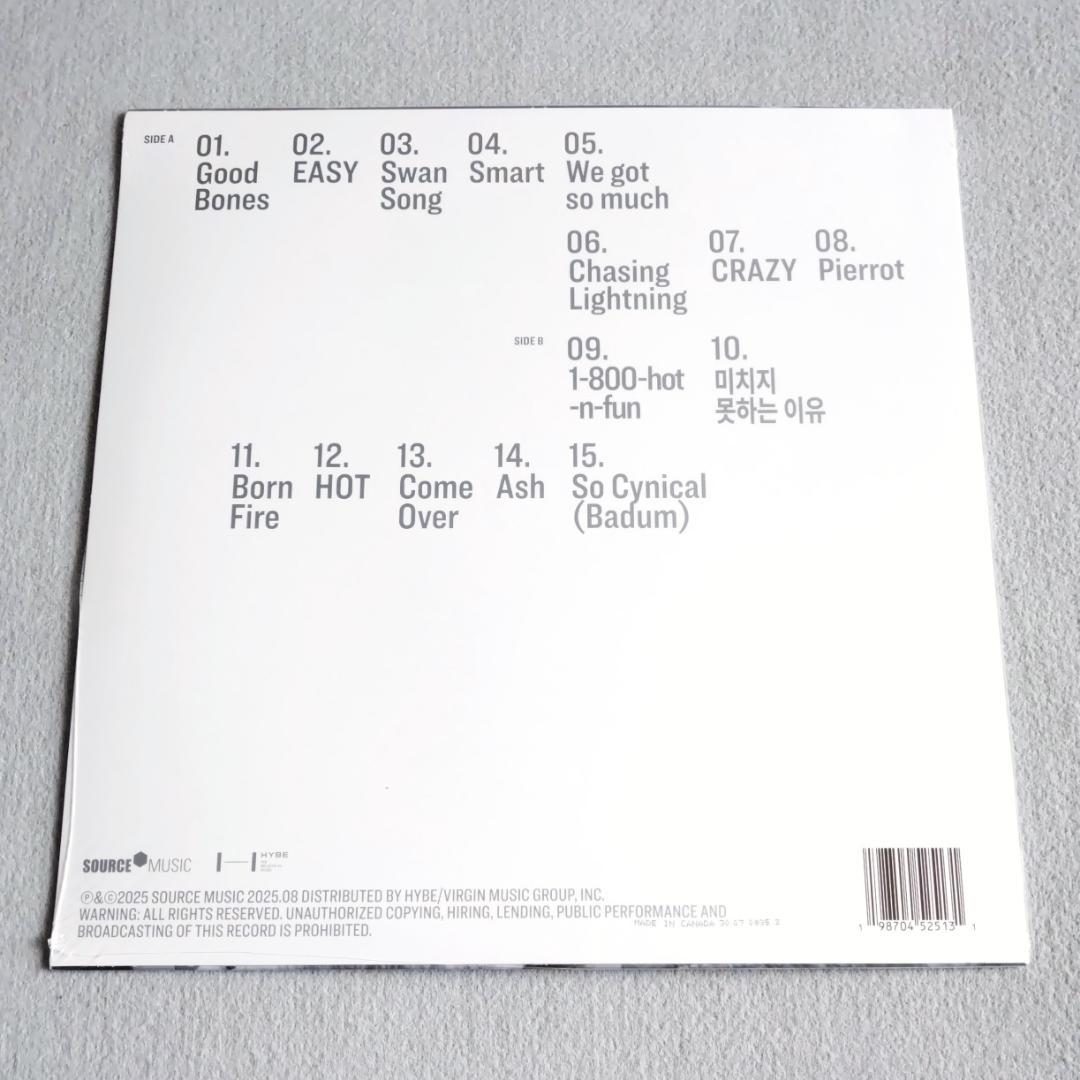 SIDE A
01.
Good
Bones
02.
EASY
03.
Swan
Song
04.
Smart
05.
We got
so much
06.
Chasing
Lightning
07.
CRAZY
08.
Pierrot
SIDE B
09.
1-800-hot
-n-fun
10.
미치지
못하는 이유
11.
Born
Fire
12.
HOT
13.
Come
Over
14.
Ash
15.
So Cynical
(Badum)
SOURCE MUSIC
HYBE
Ⓟ&ⓒ2025 SOURCE MUSIC 2025.08 DISTRIBUTED BY HYBE/VIRGIN MUSIC GROUP, INC.
WARNING: ALL RIGHTS RESERVED. UNAUTHORIZED COPYING, HIRING, LENDING, PUBLIC PERFORMANCE AND
BROADCASTING OF THIS RECORD IS PROHIBITED.
MADE IN CANADA
1 98704 52513 1